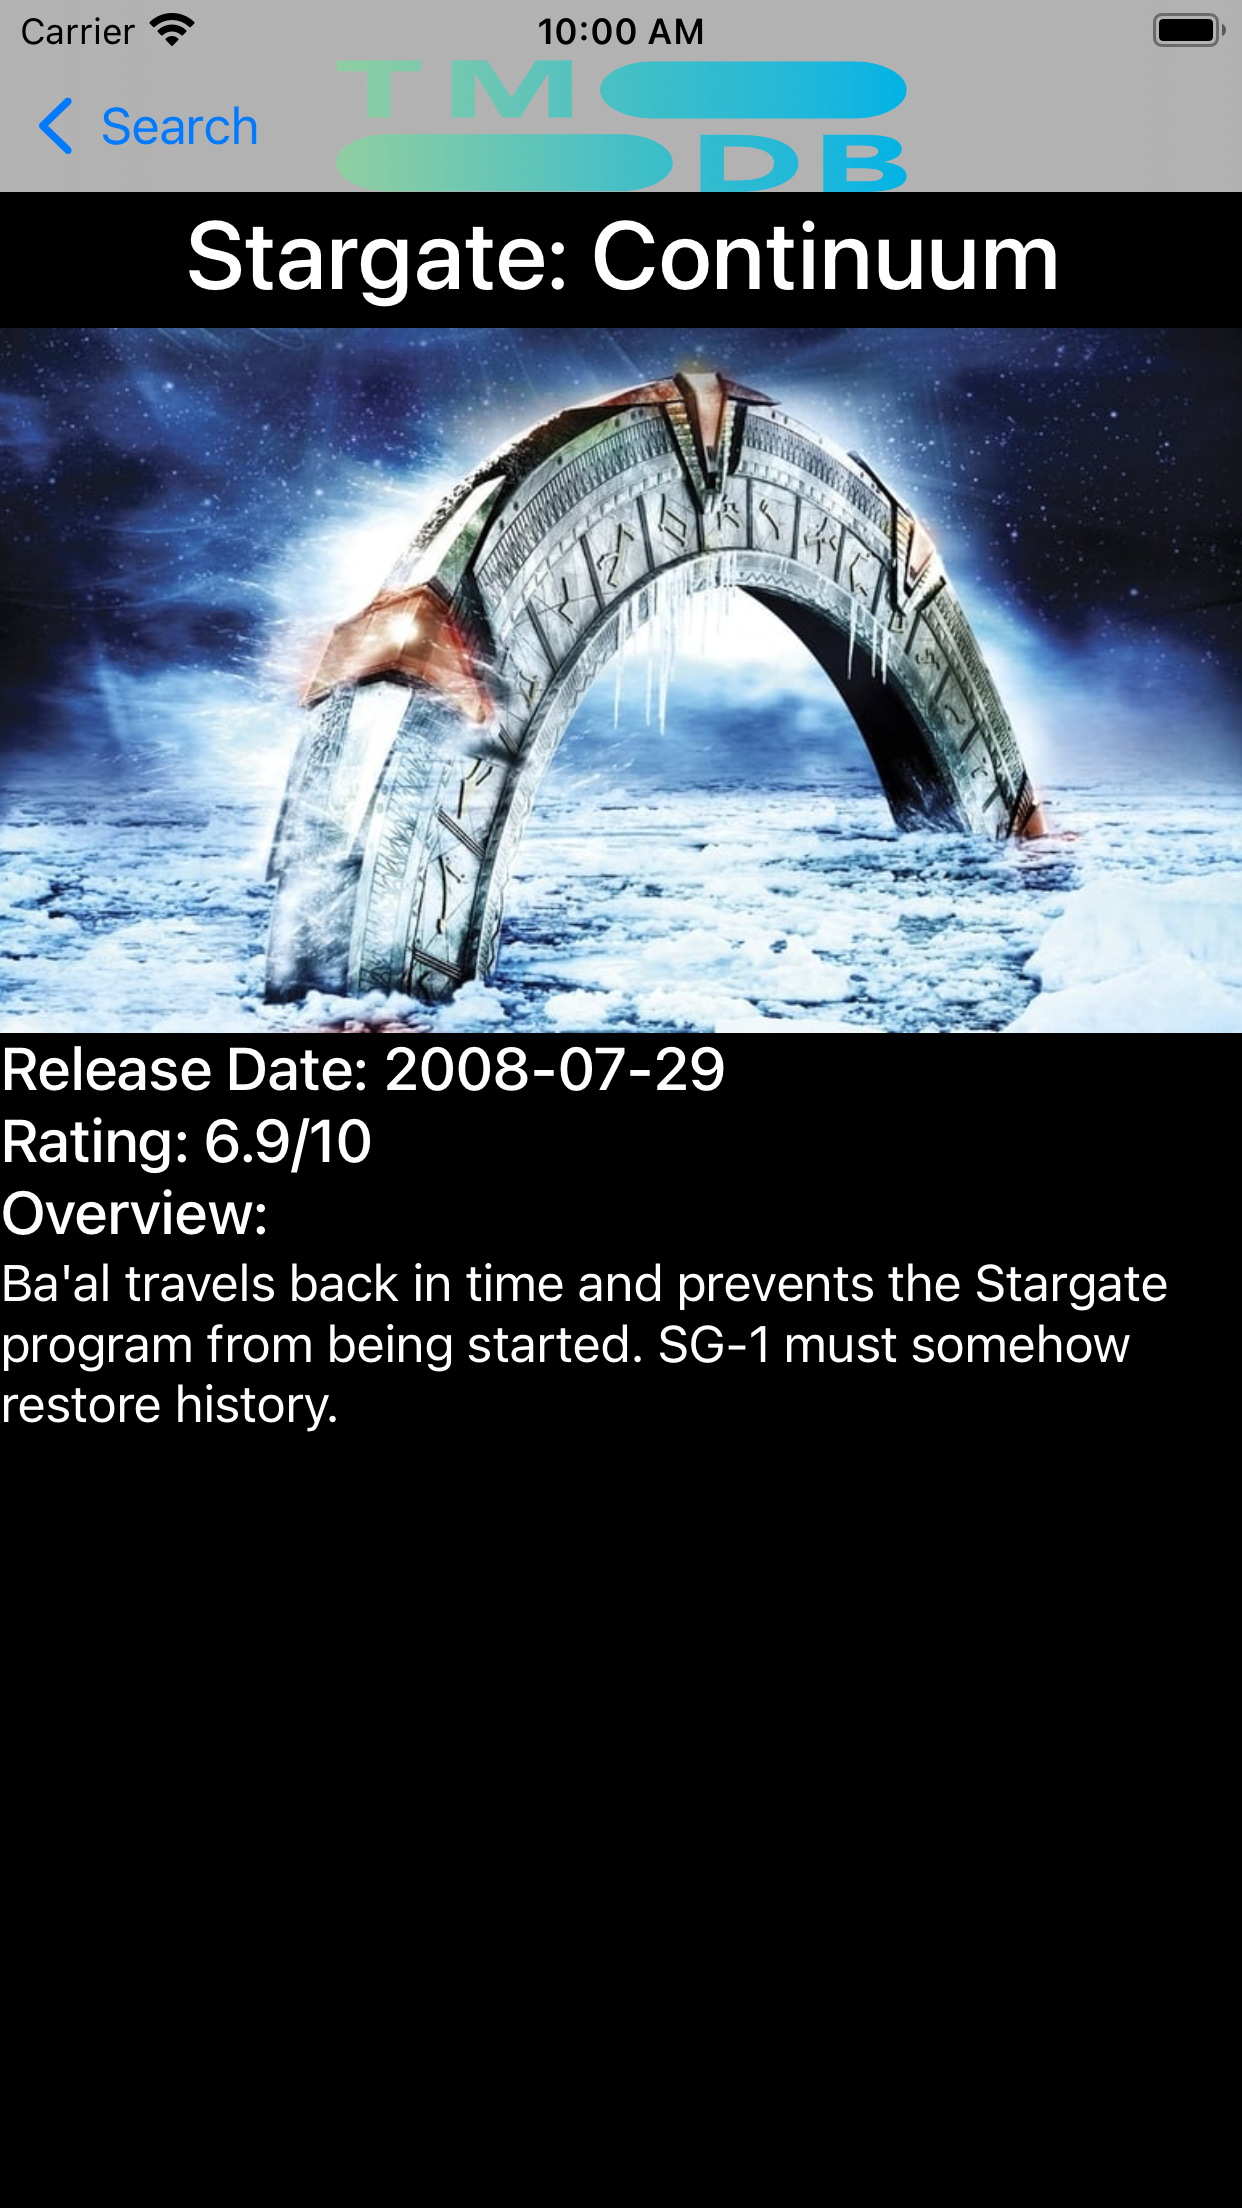 Carrier
10:00 AM
Search
TM
DB
Stargate: Continuum
Release Date: 2008-07-29
Rating: 6.9/10
Overview:
Ba'al travels back in time and prevents the Stargate
program from being started. SG-1 must somehow
restore history.